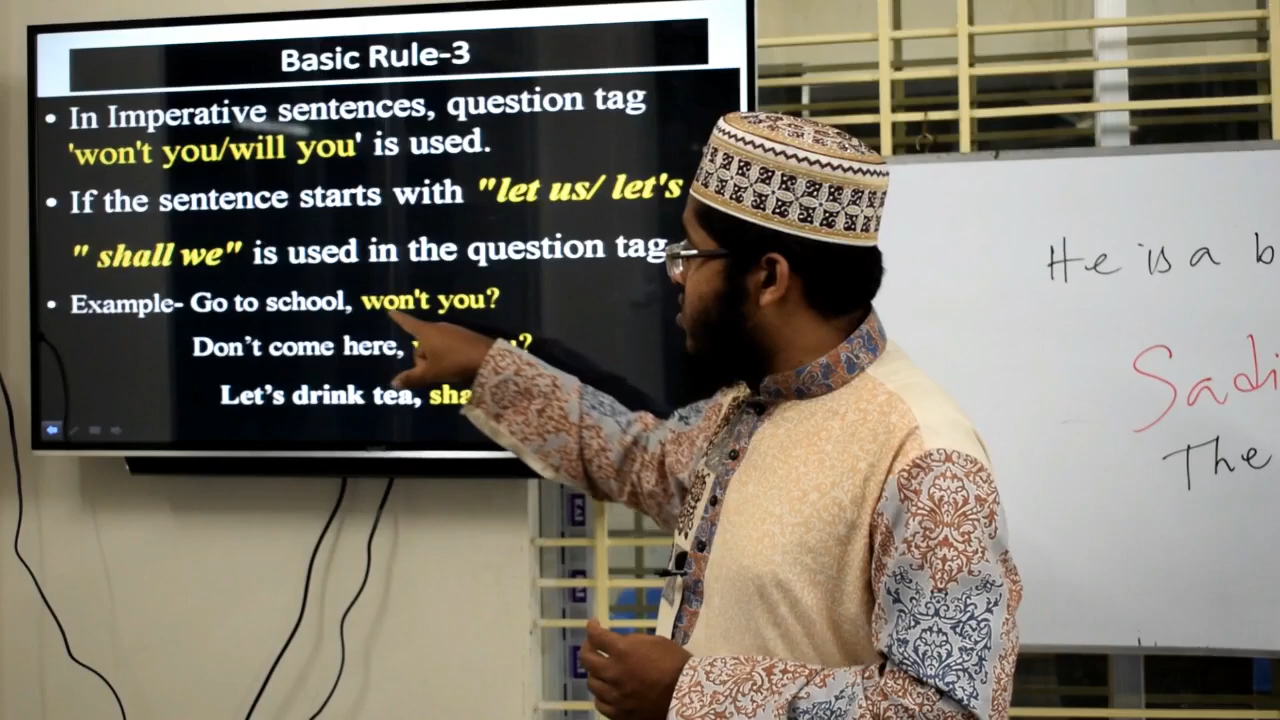 Basic Rule-3
• In Imperative sentences, question tag
'won't you/will you' is used.
• If the sentence starts with "let us/ let's
" shall we" is used in the question tag
• Example- Go to school, won't you?
Don't come here,
Let's drink tea,
He is a
The